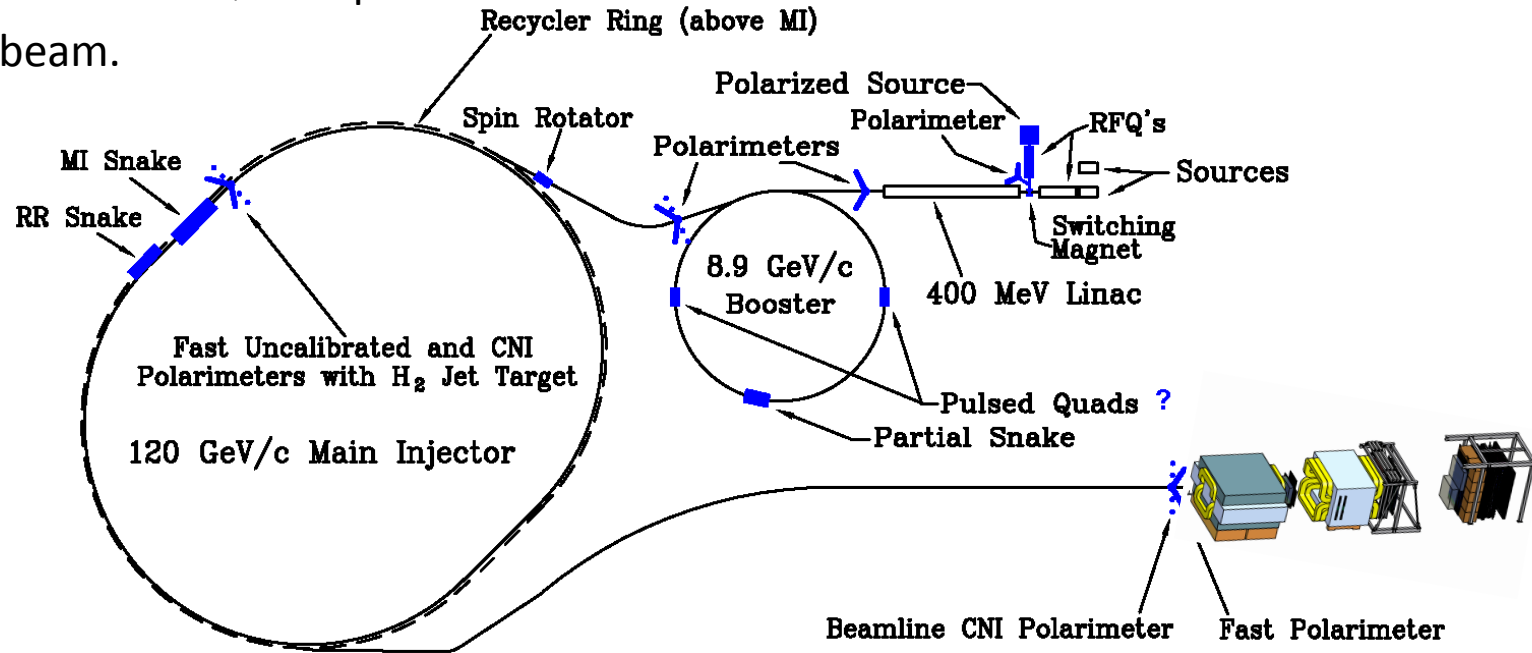 beam.
Recycler Ring (above MI)
Polarized Source
Spin Rotator
Polarimeter
RFQ's
Polarimeters
MI Snake
Sources
RR Snake
Switching
Magnet
8.9 GeV/c
Booster
400 MeV Linac
Fast Uncalibrated and CNI
Polarimeters with H₂ Jet Target
Pulsed Quads ?
Partial Snake
120 GeV/c Main Injector
Beamline CNI Polarimeter
Fast Polarimeter